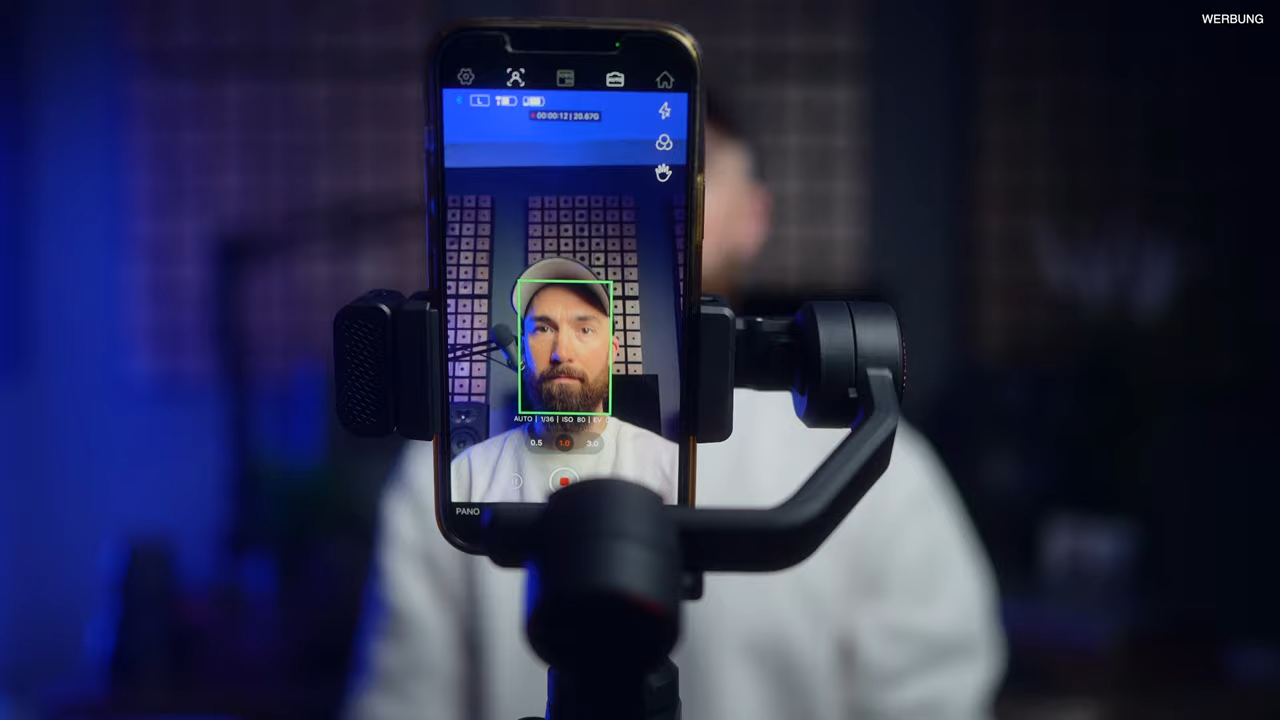 WERBUNG
L
00:00:12 | 20.67G
AUTO | 1/36 | ISO 80 | EV
0.5 1.0 3.0
PANO